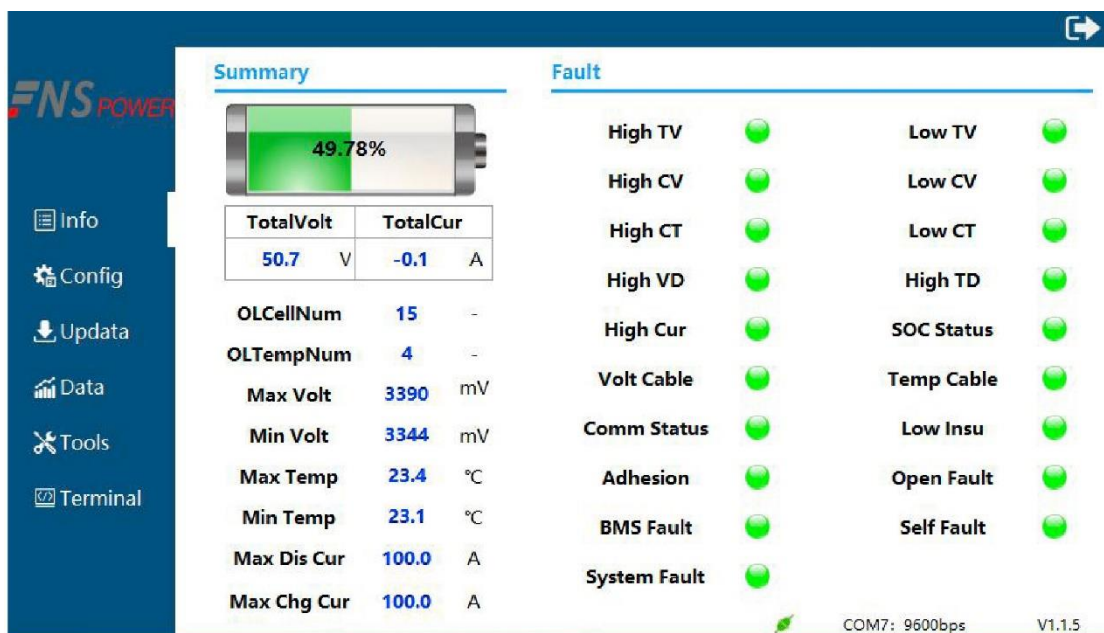 FNS POWER
Info
Config
Updata
Data
Tools
Terminal
Summary
49.78%
TotalVolt TotalCur
50.7 V -0.1 A
OLCellNum 15 -
OLTempNum 4 -
Max Volt 3390 mV
Min Volt 3344 mV
Max Temp 23.4 ℃
Min Temp 23.1 ℃
Max Dis Cur 100.0 A
Max Chg Cur 100.0 A
Fault
High TV Low TV
High CV Low CV
High CT Low CT
High VD High TD
High Cur SOC Status
Volt Cable Temp Cable
Comm Status Low Insu
Adhesion Open Fault
BMS Fault Self Fault
System Fault
COM7: 9600bps V1.1.5